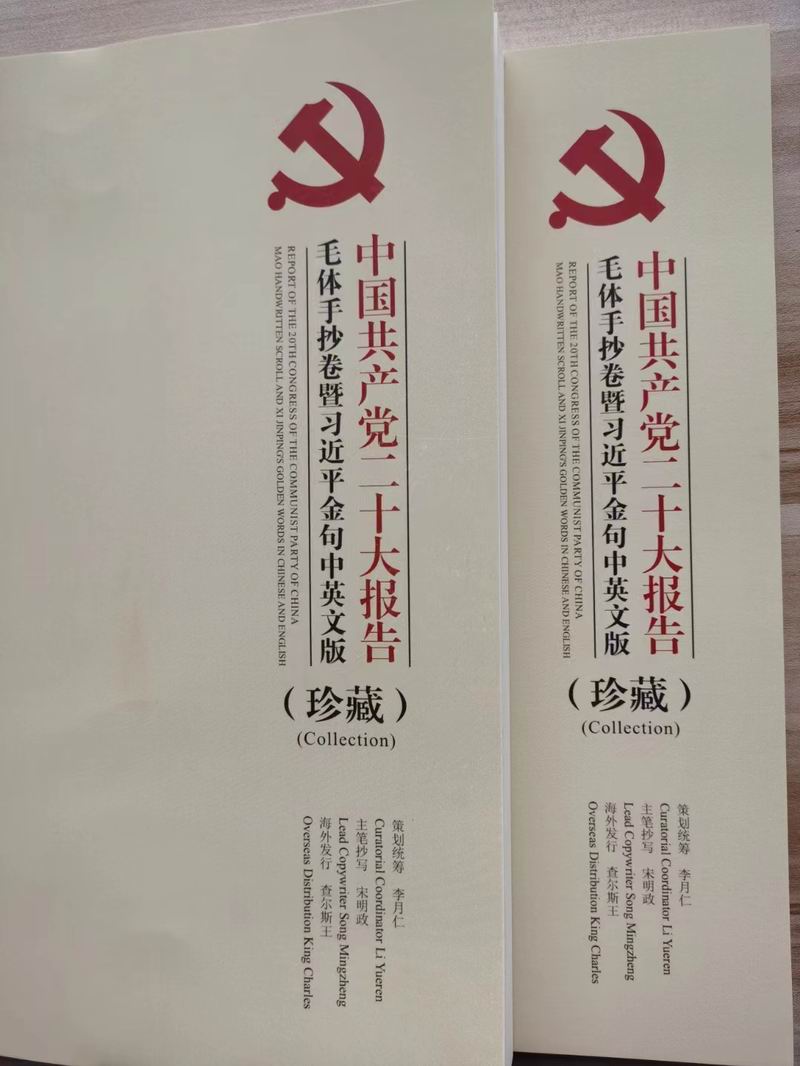 中国共产党二十大报告
毛体手抄卷暨习近平金句中英文版
REPORT OF THE 20TH CONGRESS OF THE COMMUNIST PARTY OF CHINA
MAO HANDWRITTEN SCROLL AND XI JINPING'S GOLDEN WORDS IN CHINESE AND ENGLISH
（珍藏）
(Collection)
策划统筹 李月仁
Curatorial Coordinator Li Yueren
主笔抄写 宋明政
Lead Copywriter Song Mingzheng
海外发行 查尔斯王
Overseas Distribution King Charles
中国共产党二十大报告
毛体手抄卷暨习近平金句中英文版
REPORT OF THE 20TH CONGRESS OF THE COMMUNIST PARTY OF CHINA
MAO HANDWRITTEN SCROLL AND XI JINPING'S GOLDEN WORDS IN CHINESE AND ENGLISH
（珍藏）
(Collection)
策划统筹 李月仁
Curatorial Coordinator Li Yueren
主笔抄写 宋明政
Lead Copywriter Song Mingzheng
海外发行 查尔斯王
Overseas Distribution King Charles